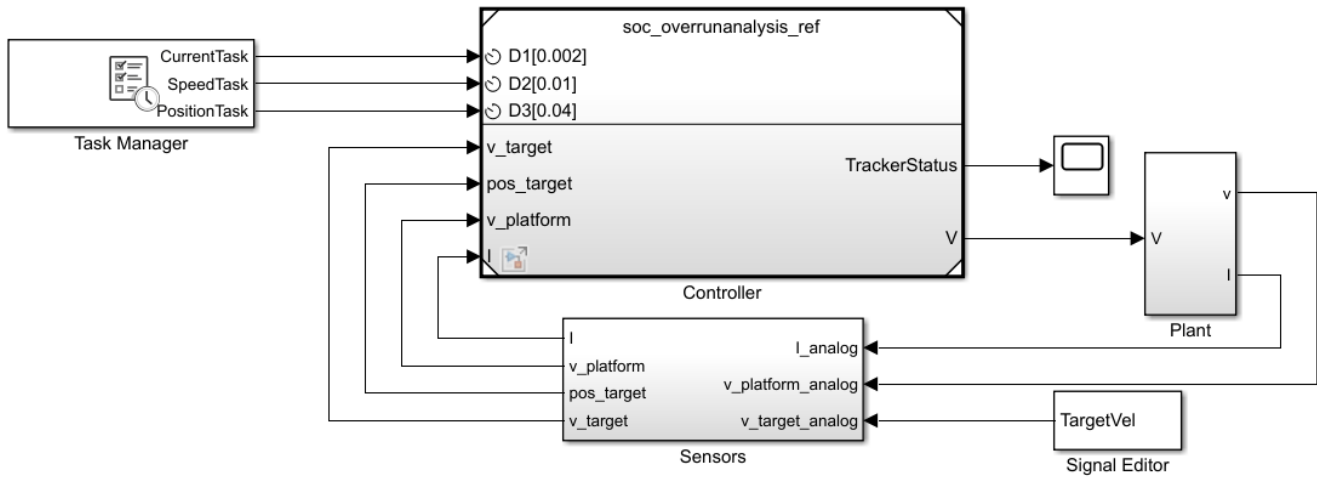 soc_overrunanalysis_ref
CurrentTask
SpeedTask
PositionTask
Task Manager
D1[0.002]
D2[0.01]
D3[0.04]
v_target
pos_target
v_platform
I
TrackerStatus
V
Controller
V
v
I
Plant
I
v_platform
pos_target
v_target
I_analog
v_platform_analog
v_target_analog
Sensors
TargetVel
Signal Editor